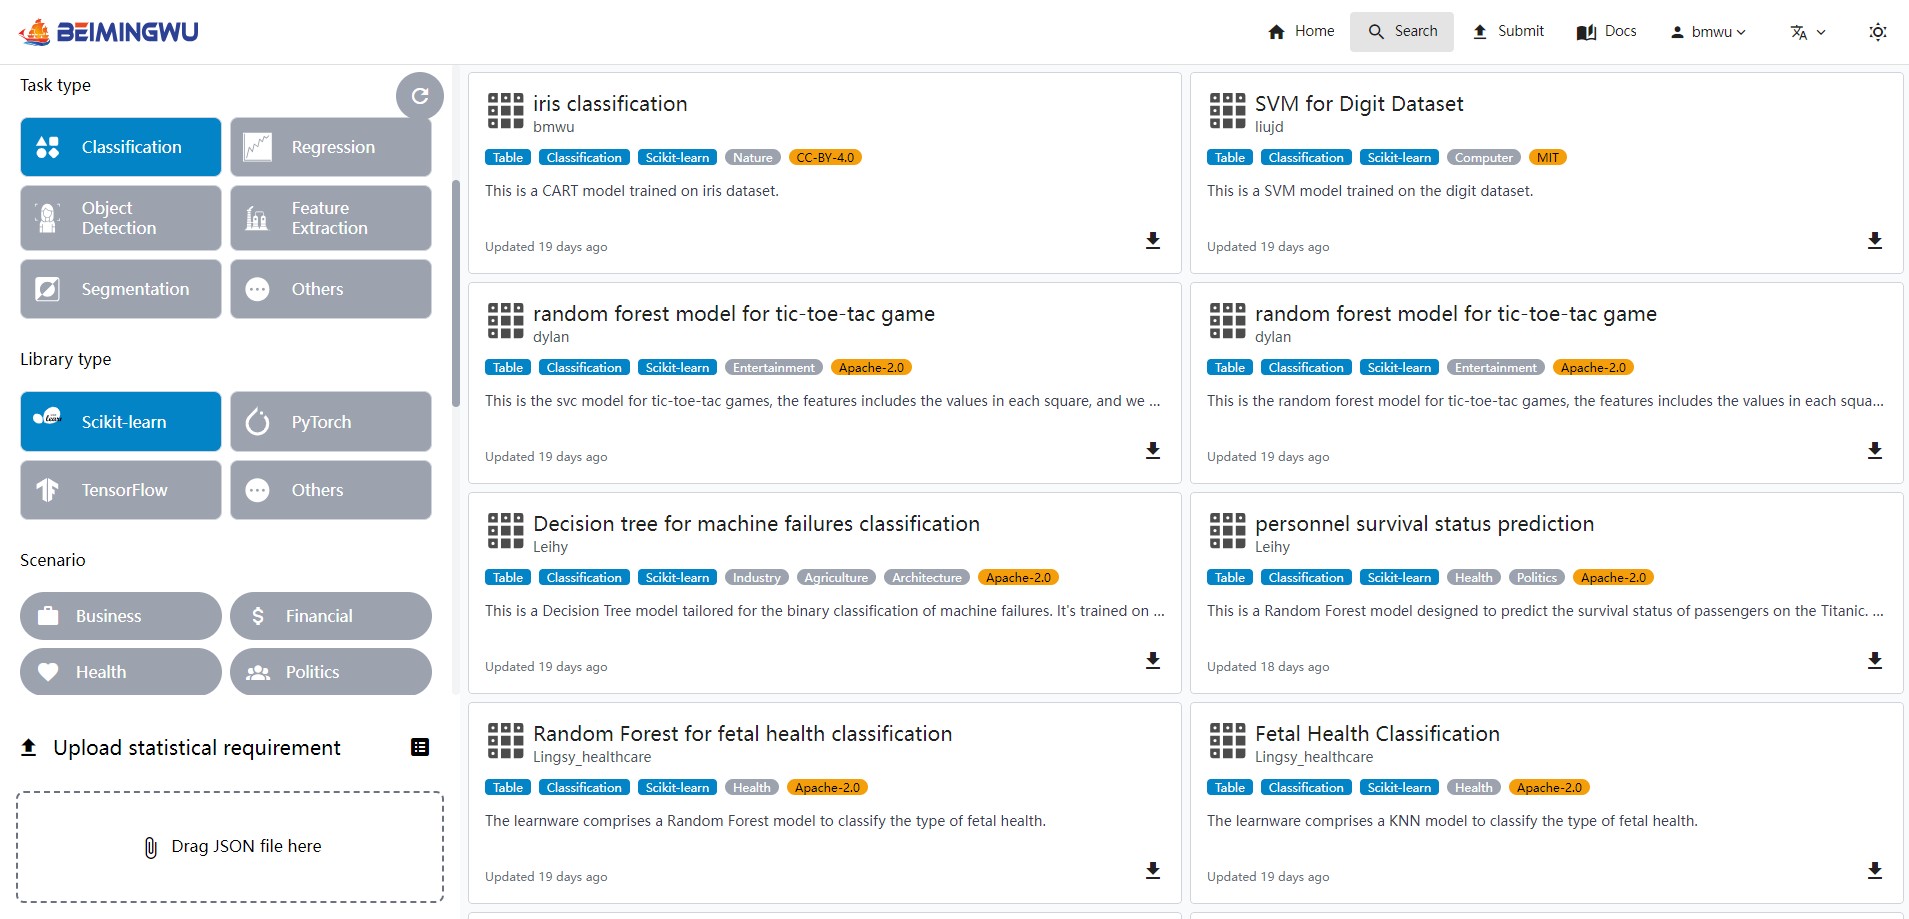 BEIMINGWU
Home
Search
Submit
Docs
bmwu
Task type
Classification
Regression
Object
Detection
Feature
Extraction
Segmentation
Others
Library type
Scikit-learn
PyTorch
TensorFlow
Others
Scenario
Business
Financial
Health
Politics
Upload statistical requirement
Drag JSON file here
iris classification
bmwu
Table Classification Scikit-learn Nature CC-BY-4.0
This is a CART model trained on iris dataset.
Updated 19 days ago
SVM for Digit Dataset
liujd
Table Classification Scikit-learn Computer MIT
This is a SVM model trained on the digit dataset.
Updated 19 days ago
random forest model for tic-toe-tac game
dylan
Table Classification Scikit-learn Entertainment Apache-2.0
This is the svc model for tic-toe-tac games, the features includes the values in each square, and we ...
Updated 19 days ago
random forest model for tic-toe-tac game
dylan
Table Classification Scikit-learn Entertainment Apache-2.0
This is the random forest model for tic-toe-tac games, the features includes the values in each squa...
Updated 19 days ago
Decision tree for machine failures classification
Leihy
Table Classification Scikit-learn Industry Agriculture Architecture Apache-2.0
This is a Decision Tree model tailored for the binary classification of machine failures. It's trained on ...
Updated 19 days ago
personnel survival status prediction
Leihy
Table Classification Scikit-learn Health Politics Apache-2.0
This is a Random Forest model designed to predict the survival status of passengers on the Titanic. ...
Updated 18 days ago
Random Forest for fetal health classification
Lingsy_healthcare
Table Classification Scikit-learn Health Apache-2.0
The learnware comprises a Random Forest model to classify the type of fetal health.
Updated 19 days ago
Fetal Health Classification
Lingsy_healthcare
Table Classification Scikit-learn Health Apache-2.0
The learnware comprises a KNN model to classify the type of fetal health.
Updated 19 days ago